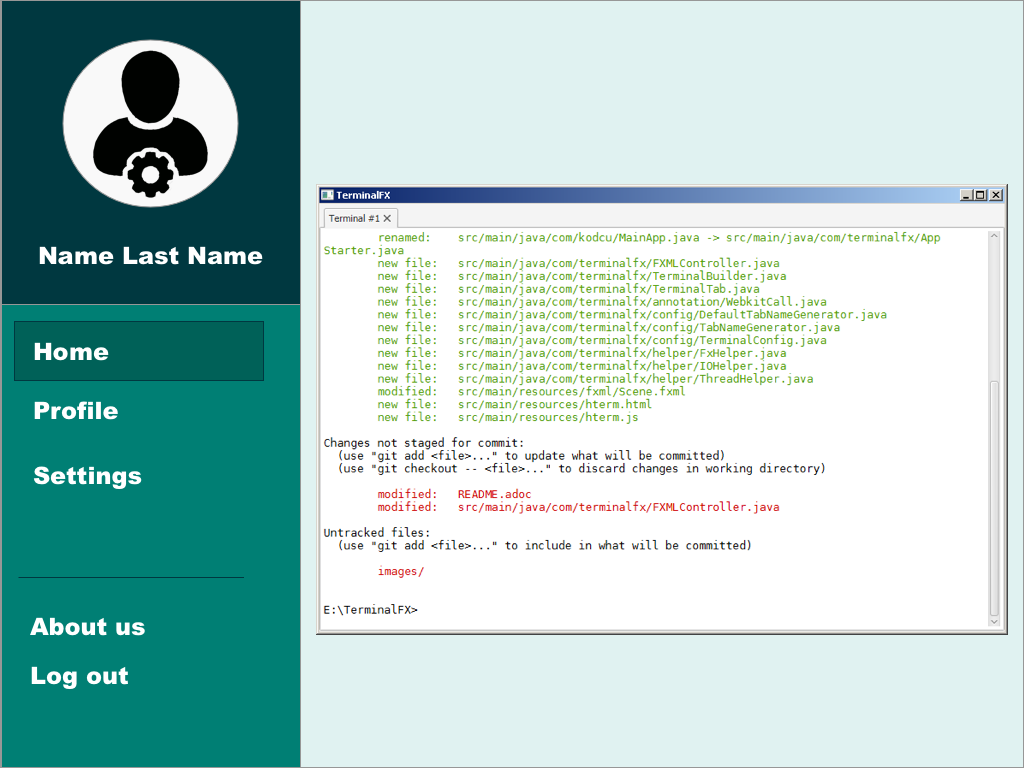 Name Last Name
Home
Profile
Settings
About us
Log out
TerminalFX
Terminal #1
renamed: src/main/java/com/kodcu/MainApp.java -> src/main/java/com/terminalfx/App
Starter.java
new file: src/main/java/com/terminalfx/FXMLController.java
new file: src/main/java/com/terminalfx/TerminalBuilder.java
new file: src/main/java/com/terminalfx/TerminalTab.java
new file: src/main/java/com/terminalfx/annotation/WebkitCall.java
new file: src/main/java/com/terminalfx/config/DefaultTabNameGenerator.java
new file: src/main/java/com/terminalfx/config/TabNameGenerator.java
new file: src/main/java/com/terminalfx/config/TerminalConfig.java
new file: src/main/java/com/terminalfx/helper/FxHelper.java
new file: src/main/java/com/terminalfx/helper/IOHelper.java
new file: src/main/java/com/terminalfx/helper/ThreadHelper.java
modified: src/main/resources/fxml/Scene.fxml
new file: src/main/resources/hterm.html
new file: src/main/resources/hterm.js
Changes not staged for commit:
(use "git add <file>..." to update what will be committed)
(use "git checkout -- <file>..." to discard changes in working directory)
modified: README.adoc
modified: src/main/java/com/terminalfx/FXMLController.java
Untracked files:
(use "git add <file>..." to include in what will be committed)
images/
E:\TerminalFX>